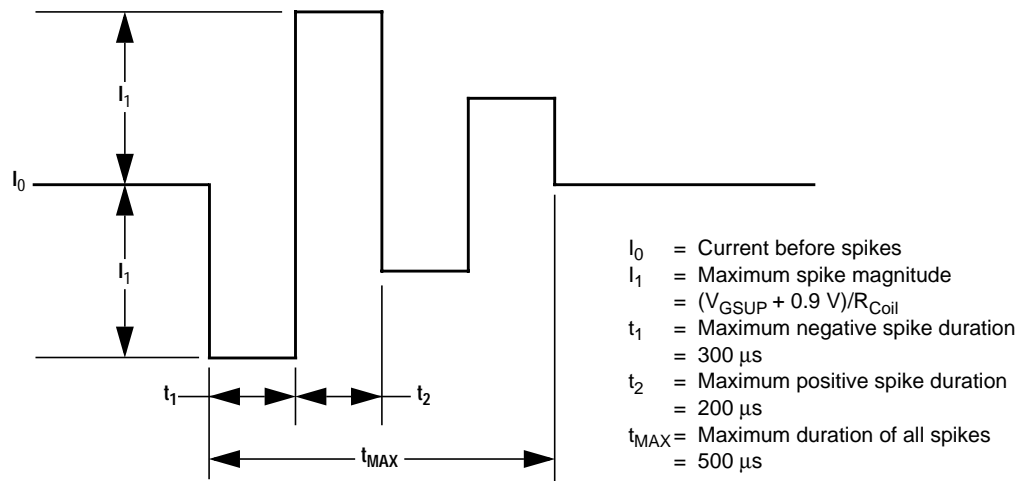 I₁
I₀
I₁
t₁
t₂
tMAX
I₀ = Current before spikes
I₁ = Maximum spike magnitude
= (VGSUP + 0.9 V)/RCoil
t₁ = Maximum negative spike duration
= 300 μs
t₂ = Maximum positive spike duration
= 200 μs
tMAX = Maximum duration of all spikes
= 500 μs